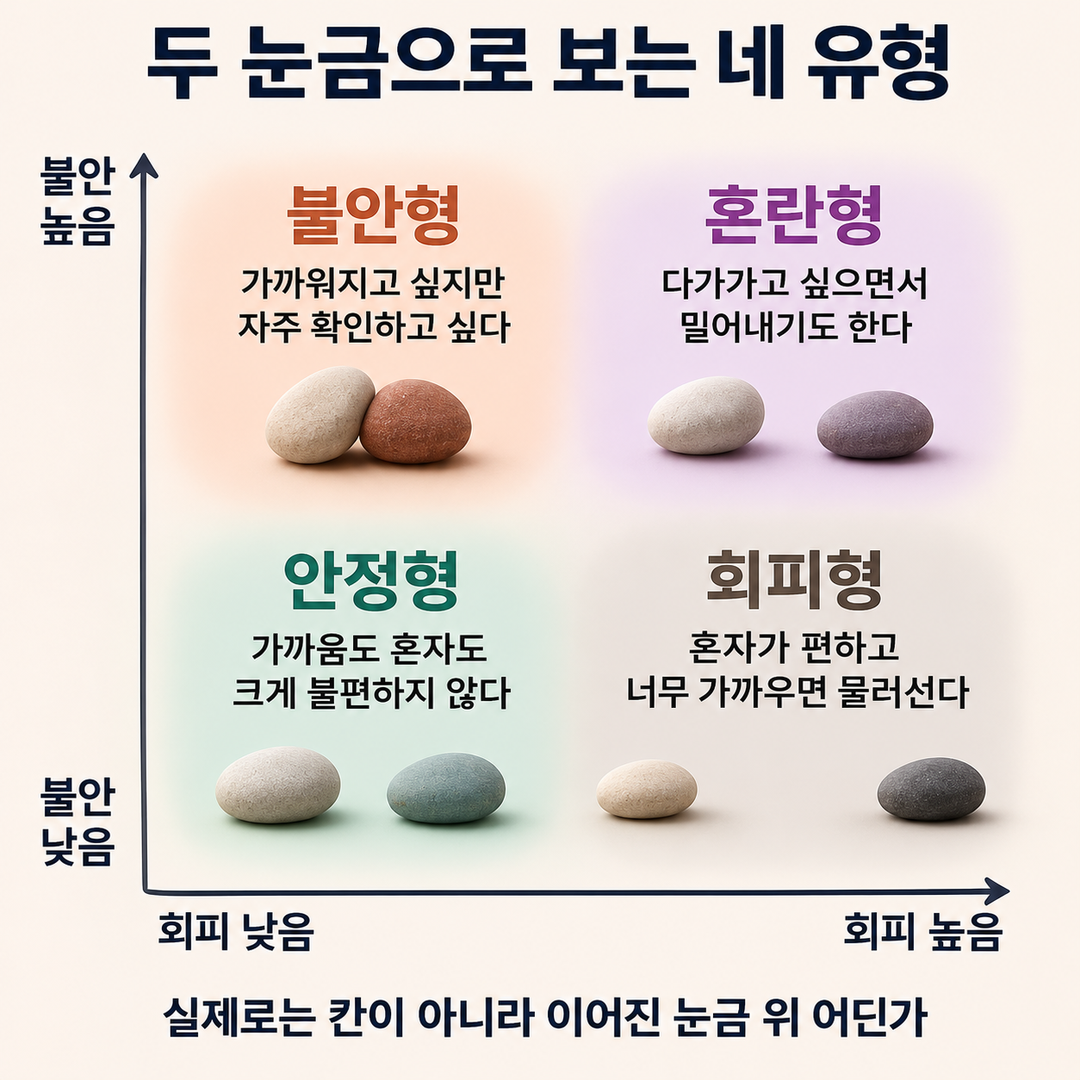 두 눈금으로 보는 네 유형
불안
높음
불안형
가까워지고 싶지만
자주 확인하고 싶다
혼란형
다가가고 싶으면서
밀어내기도 한다
안정형
가까움도 혼자도
크게 불편하지 않다
회피형
혼자가 편하고
너무 가까우면 물러선다
불안
낮음
회피 낮음
회피 높음
실제로는 칸이 아니라 이어진 눈금 위 어딘가